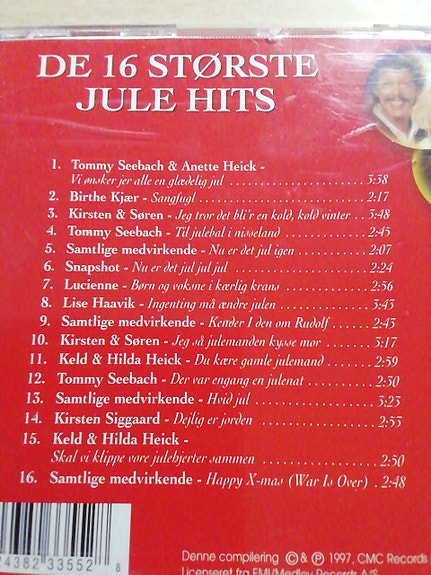 DE 16 STØRSTE
JULE HITS
1. Tommy Seebach & Anette Heick -
Vi ønsker jer alle en glædelig jul .................... 3:38
2. Birthe Kjær - Sangfugl .................... 2:17
3. Kirsten & Søren - Jeg tror det bli'r en kold, kold vinter .... 3:48
4. Tommy Seebach - Til julebal i nisseland .................... 2:45
5. Samtlige medvirkende - Nu er det jul igen .................... 2:07
6. Snapshot - Nu er det jul jul jul .................... 2:24
7. Lucienne - Børn og voksne i kærlig krans .................... 2:56
8. Lise Haavik - Ingenting må ændre julen .................... 3:43
9. Samtlige medvirkende - Kender I den om Rudolf .......... 2:43
10. Kirsten & Søren - Jeg så julemanden kysse mor .......... 3:17
11. Keld & Hilda Heick - Du kære gamle julemand .......... 2:59
12. Tommy Seebach - Der var engang en julenat .......... 2:30
13. Samtlige medvirkende - Hvid jul .................... 3:23
14. Kirsten Siggaard - Dejlig er jorden .................... 2:55
15. Keld & Hilda Heick -
Skal vi klippe vore julehjerter sammen .................... 2:50
16. Samtlige medvirkende - Happy X-mas (War Is Over) . 2:48
24382 33552 8
Denne compilering © & ℗ 1997, CMC Records
Licenseret fra EMI/Medley Records A/S